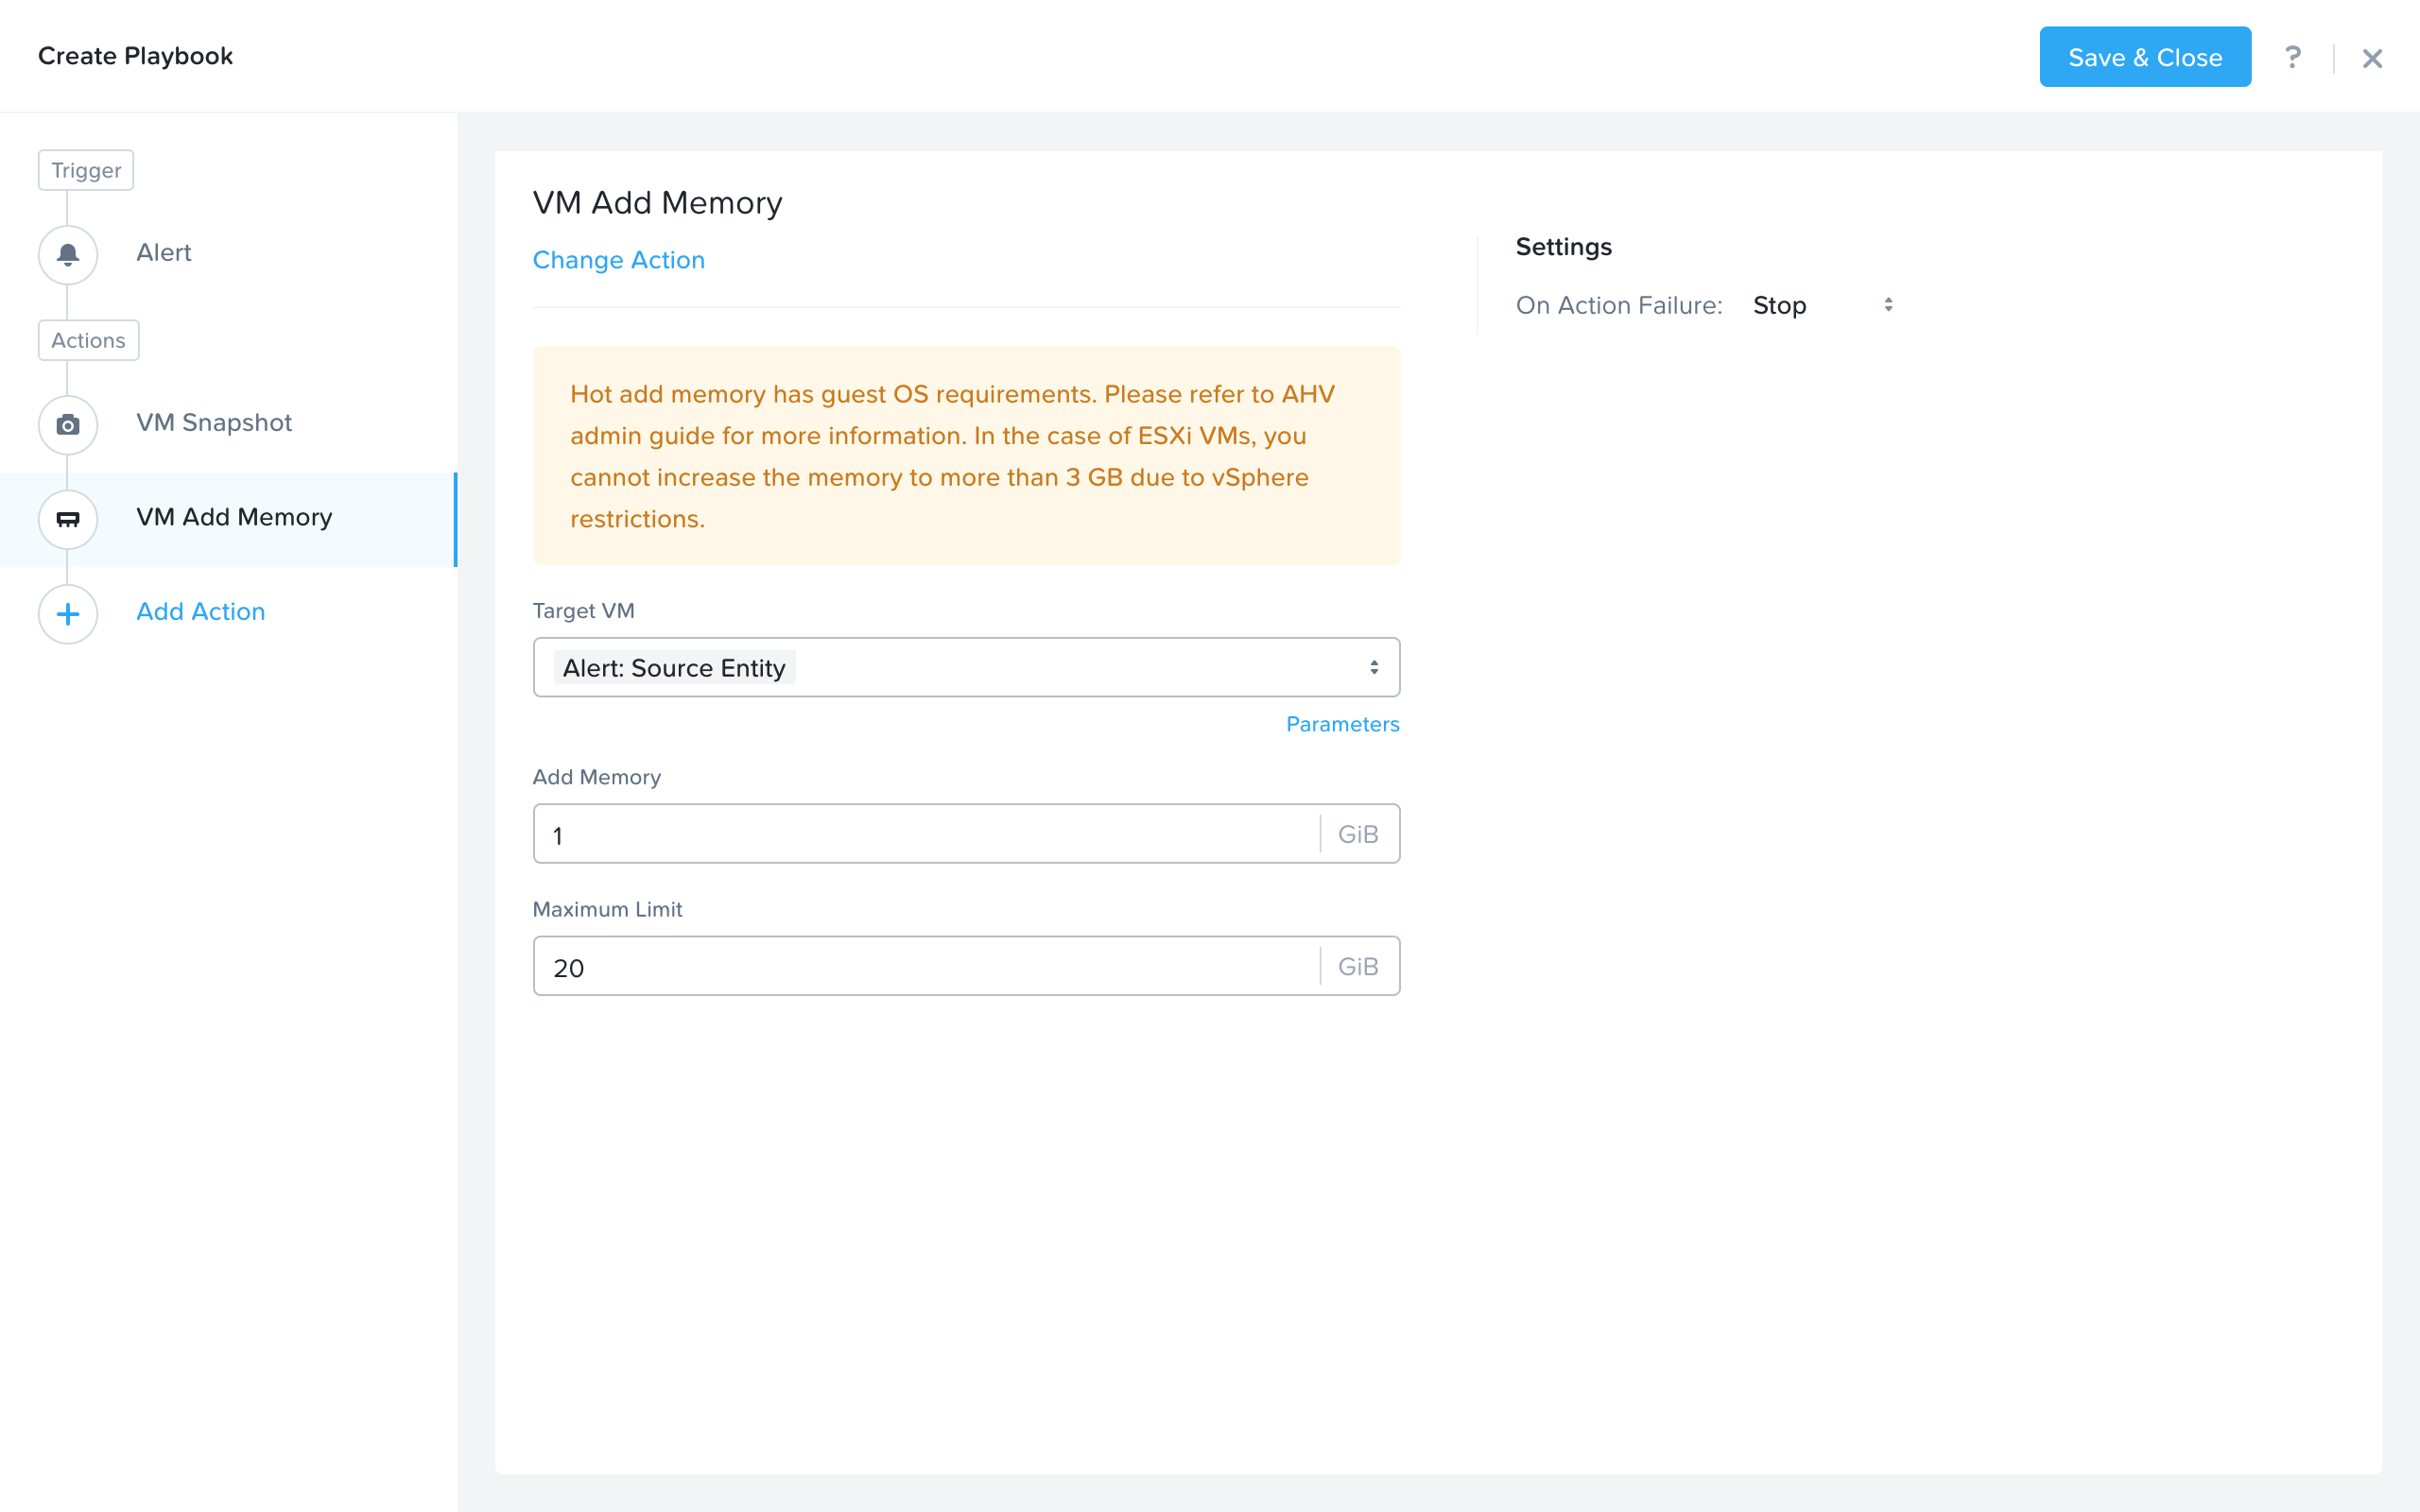 Create Playbook
Save & Close
?
Trigger
Alert
Actions
VM Snapshot
VM Add Memory
Add Action
VM Add Memory
Change Action
Hot add memory has guest OS requirements. Please refer to AHV
admin guide for more information. In the case of ESXi VMs, you
cannot increase the memory to more than 3 GB due to vSphere
restrictions.
Target VM
Alert: Source Entity
Parameters
Add Memory
1 GiB
Maximum Limit
20 GiB
Settings
On Action Failure: Stop